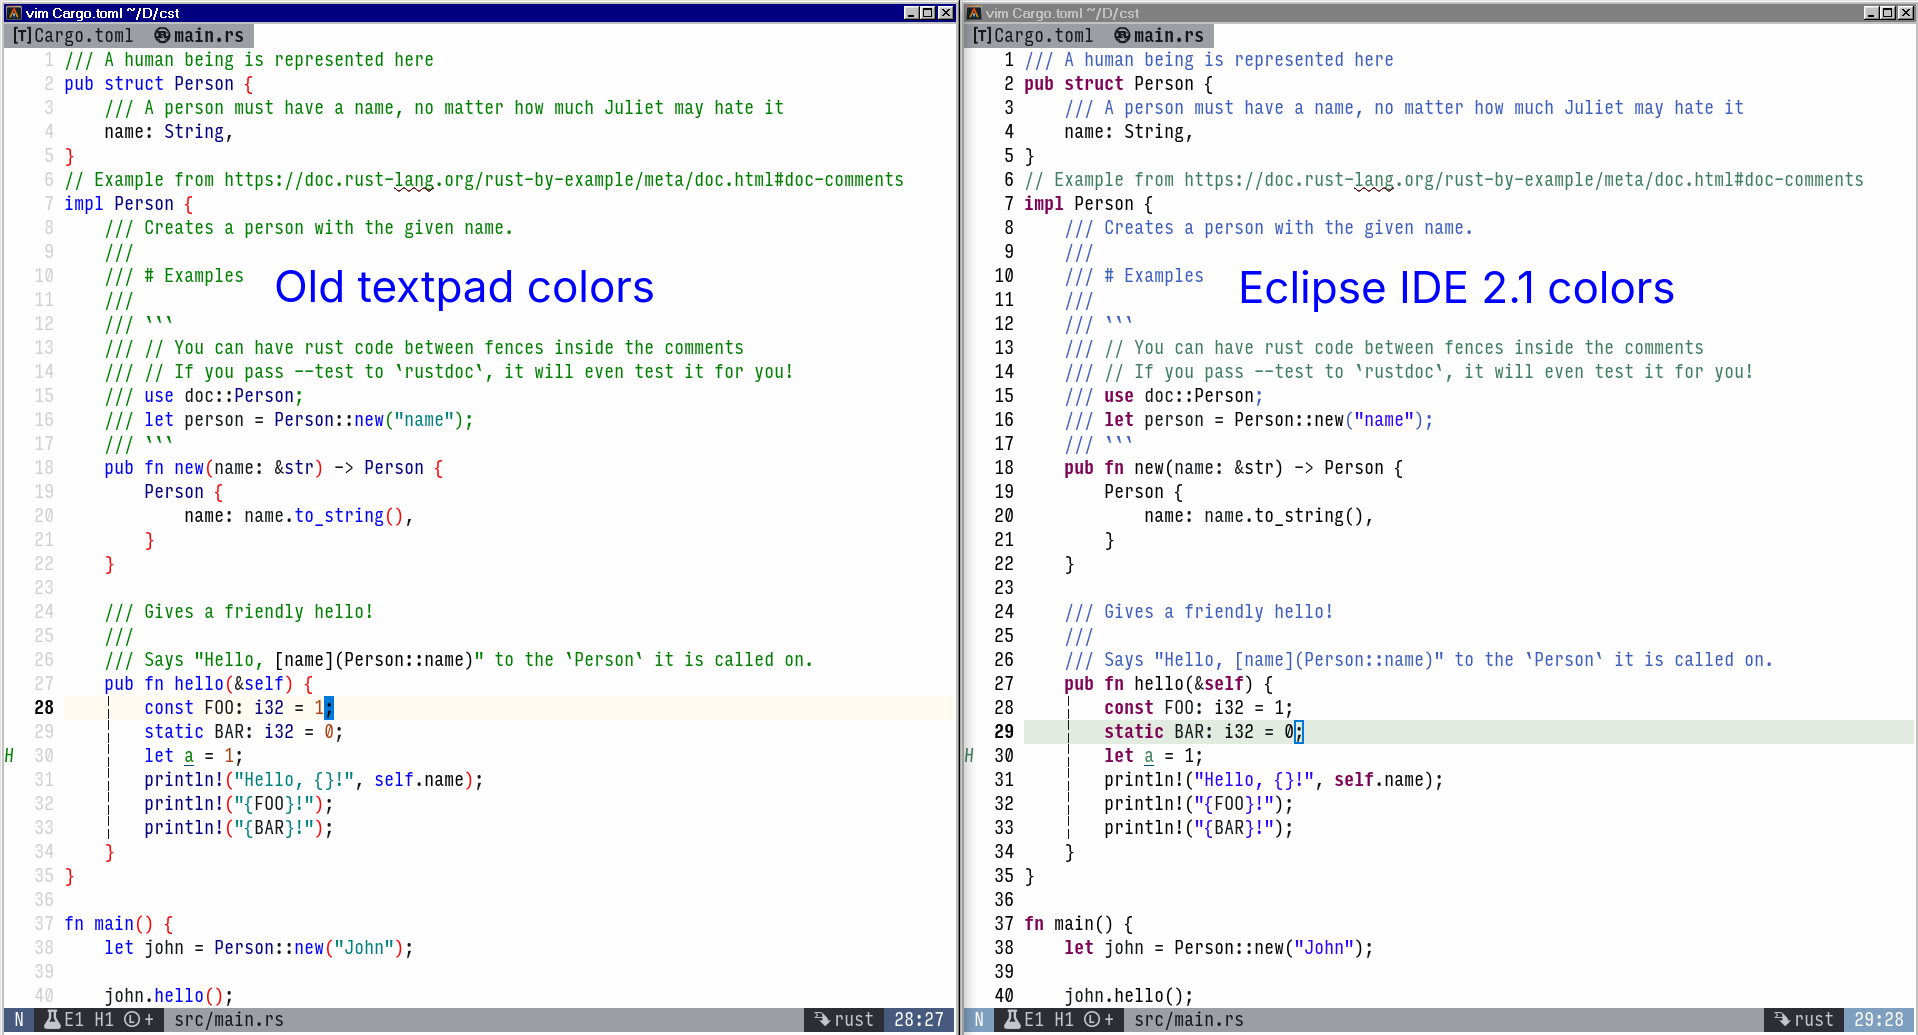 vim Cargo.toml ~/D/cst
[T]Cargo.toml main.rs
1 /// A human being is represented here
2 pub struct Person {
3     /// A person must have a name, no matter how much Juliet may hate it
4     name: String,
5 }
6 // Example from https://doc.rust-lang.org/rust-by-example/meta/doc.html#doc-comments
7 impl Person {
8     /// Creates a person with the given name.
9     ///
10     /// # Examples
11     ///
12     /// ```
13     /// // You can have rust code between fences inside the comments
14     /// // If you pass --test to `rustdoc`, it will even test it for you!
15     /// use doc::Person;
16     /// let person = Person::new("name");
17     /// ```
18     pub fn new(name: &str) -> Person {
19         Person {
20             name: name.to_string(),
21         }
22     }
23
24     /// Gives a friendly hello!
25     ///
26     /// Says "Hello, [name](Person::name)" to the `Person` it is called on.
27     pub fn hello(&self) {
28         const FOO: i32 = 1;
29         static BAR: i32 = 0;
H 30         let a = 1;
31         println!("Hello, {}!", self.name);
32         println!("{FOO}!");
33         println!("{BAR}!");
34     }
35 }
36
37 fn main() {
38     let john = Person::new("John");
39
40     john.hello();
Old textpad colors
N E1 H1 Ⓛ + src/main.rs rust 28:27
vim Cargo.toml ~/D/cst
[T]Cargo.toml main.rs
1 /// A human being is represented here
2 pub struct Person {
3     /// A person must have a name, no matter how much Juliet may hate it
4     name: String,
5 }
6 // Example from https://doc.rust-lang.org/rust-by-example/meta/doc.html#doc-comments
7 impl Person {
8     /// Creates a person with the given name.
9     ///
10     /// # Examples
11     ///
12     /// ```
13     /// // You can have rust code between fences inside the comments
14     /// // If you pass --test to `rustdoc`, it will even test it for you!
15     /// use doc::Person;
16     /// let person = Person::new("name");
17     /// ```
18     pub fn new(name: &str) -> Person {
19         Person {
20             name: name.to_string(),
21         }
22     }
23
24     /// Gives a friendly hello!
25     ///
26     /// Says "Hello, [name](Person::name)" to the `Person` it is called on.
27     pub fn hello(&self) {
28         const FOO: i32 = 1;
29         static BAR: i32 = 0;
H 30         let a = 1;
31         println!("Hello, {}!", self.name);
32         println!("{FOO}!");
33         println!("{BAR}!");
34     }
35 }
36
37 fn main() {
38     let john = Person::new("John");
39
40     john.hello();
Eclipse IDE 2.1 colors
N E1 H1 Ⓛ + src/main.rs rust 29:28